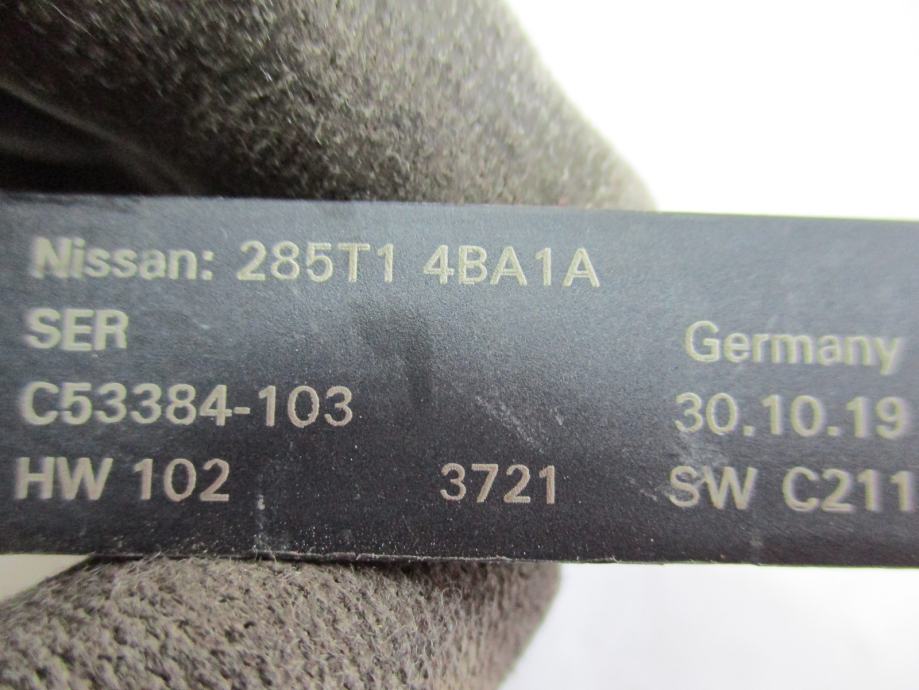 Nissan: 285T1 4BA1A
SER
Germany
C53384-103
30.10.19
HW 102 3721 SW C211